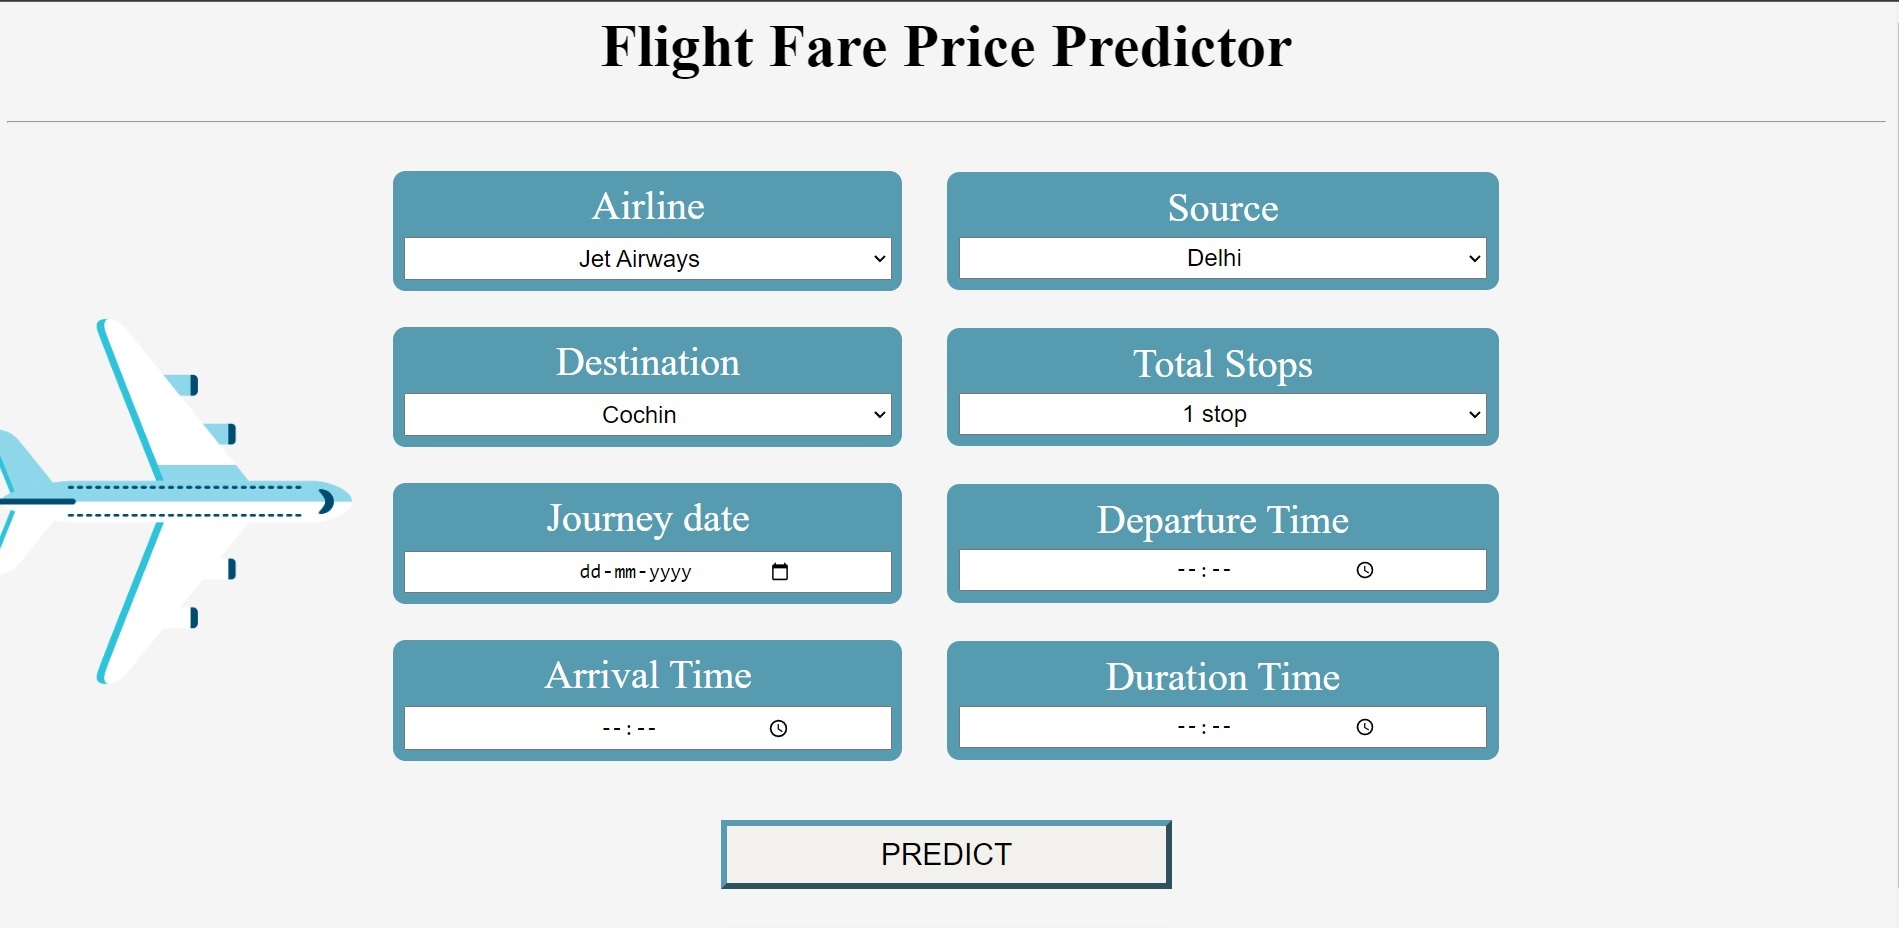 Flight Fare Price Predictor
Airline
Jet Airways
Source
Delhi
Destination
Cochin
Total Stops
1 stop
Journey date
dd-mm-yyyy
Departure Time
--:--
Arrival Time
--:--
Duration Time
--:--
PREDICT